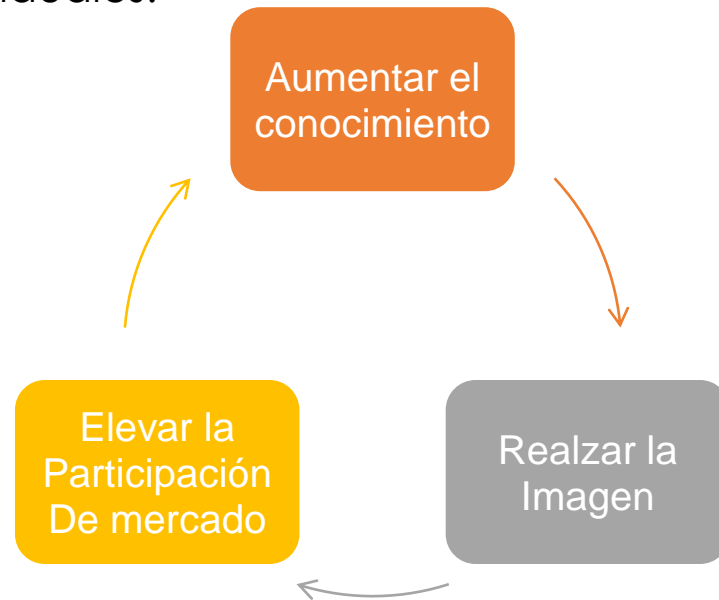 Aumentar el
conocimiento
Realzar la
Imagen
Elevar la
Participación
De mercado